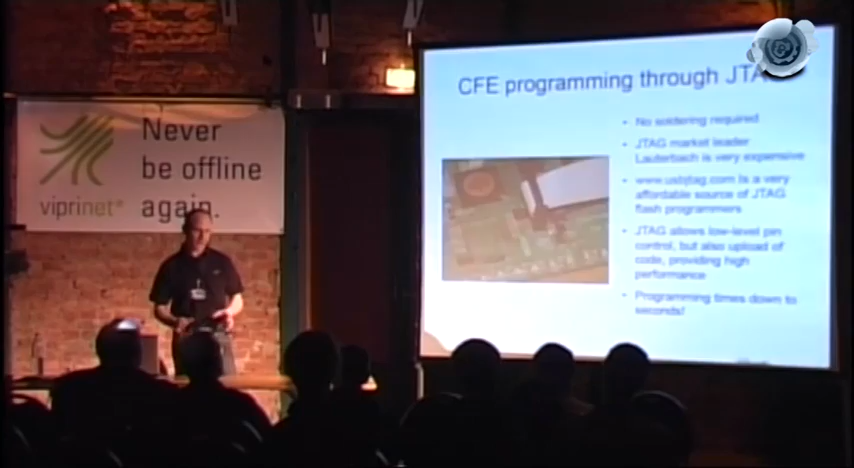 Never
be offline
again.
viprinet®
CFE programming through JTAG
• No soldering required
• JTAG market leader
Lauterbach is very expensive
• www.usbjtag.com is a very
affordable source of JTAG
flash programmers
• JTAG allows low-level pin
control, but also upload of
code, providing high
performance
• Programming times down to
seconds!